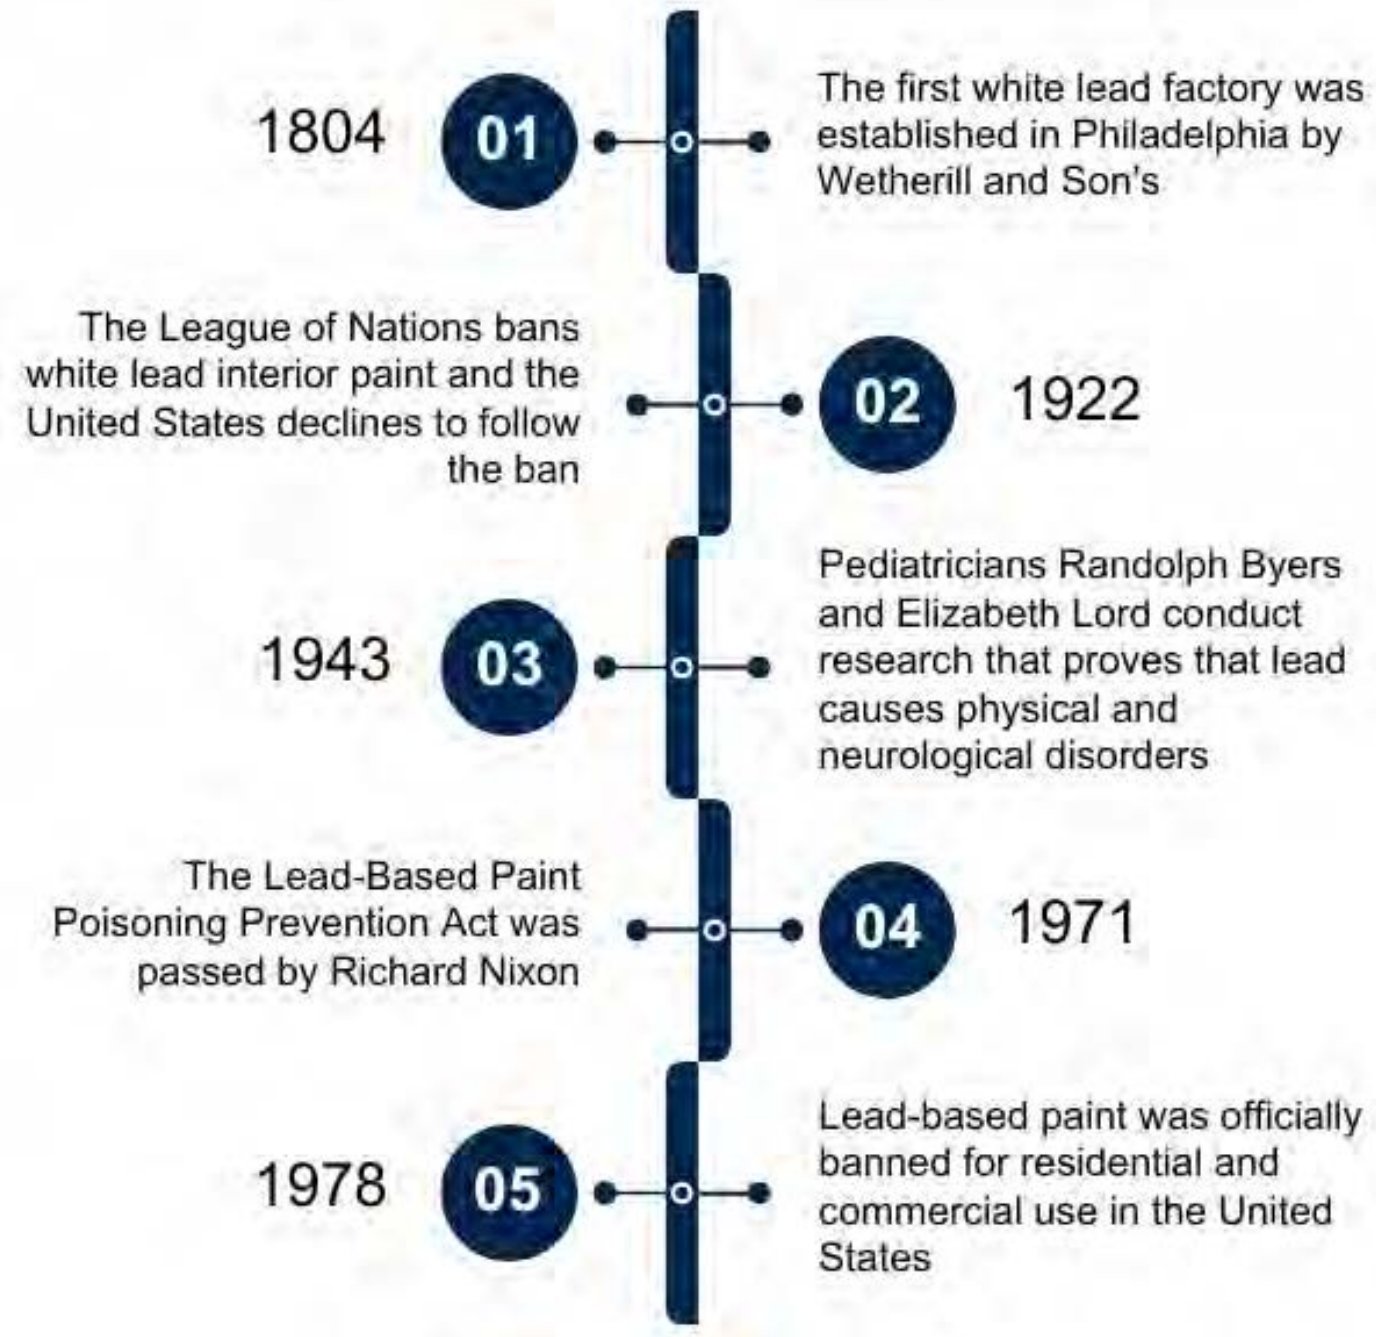 1804
01
The first white lead factory was
established in Philadelphia by
Wetherill and Son's
The League of Nations bans
white lead interior paint and the
United States declines to follow
the ban
02
1922
1943
03
Pediatricians Randolph Byers
and Elizabeth Lord conduct
research that proves that lead
causes physical and
neurological disorders
The Lead-Based Paint
Poisoning Prevention Act was
passed by Richard Nixon
04
1971
1978
05
Lead-based paint was officially
banned for residential and
commercial use in the United
States